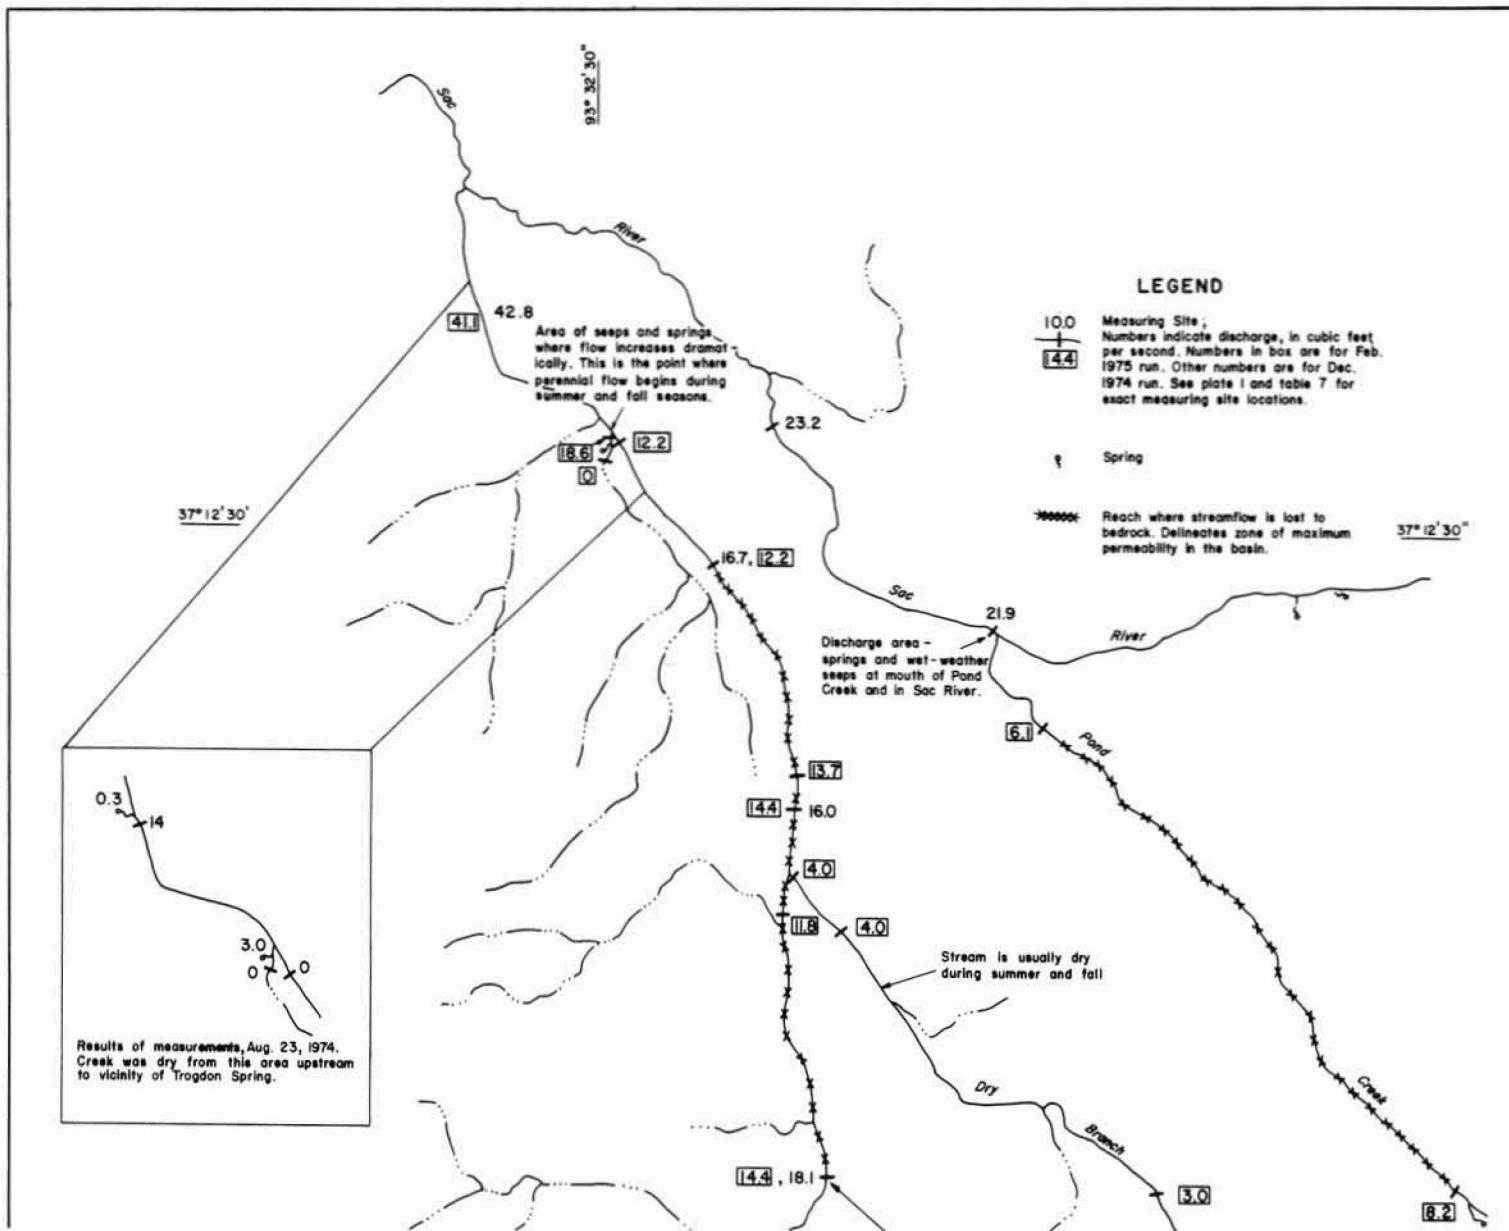 93° 32' 30"
Sac
River
42.8
41.1
Area of seeps and springs
where flow increases dramat
ically. This is the point where
perennial flow begins during
summer and fall seasons.
LEGEND
10.0
14.4
Measuring Site;
Numbers indicate discharge, in cubic feet
per second. Numbers in box are for Feb.
1975 run. Other numbers are for Dec.
1974 run. See plate 1 and table 7 for
exact measuring site locations.
Spring
Reach where streamflow is lost to
bedrock. Delineates zone of maximum
permeability in the basin.
23.2
12.2
18.6
0
37° 12' 30'
37° 12' 30"
16.7, 12.2
Sac
River
21.9
Discharge area -
springs and wet-weather
seeps at mouth of Pond
Creek and in Sac River.
6.1
Pond
Creek
13.7
14.4
16.0
4.0
11.8
4.0
Stream is usually dry
during summer and fall
Dry
Branch
0.3
14
3.0
0
0
Results of measurements, Aug. 23, 1974.
Creek was dry from this area upstream
to vicinity of Trogdon Spring.
14.4, 18.1
3.0
8.2